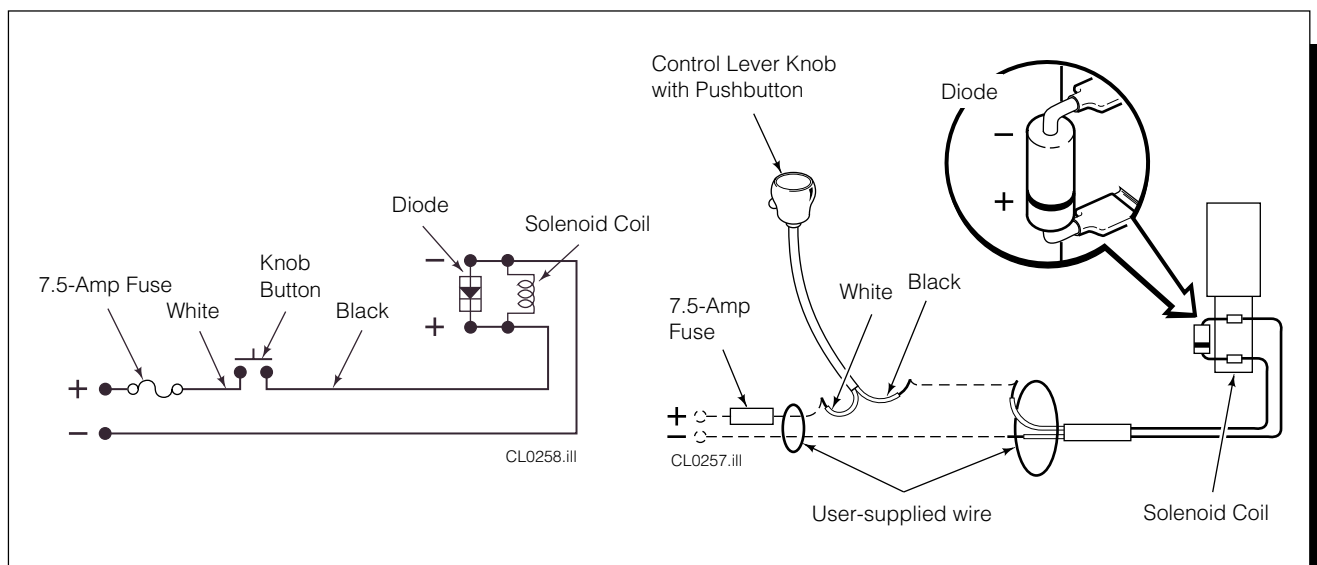 Diode
Solenoid Coil
−
Knob
Button
7.5-Amp Fuse
White
Black
+
+
−
CL0258.ill
Control Lever Knob
with Pushbutton
Diode
−
+
7.5-Amp
Fuse
White
Black
+
−
CL0257.ill
User-supplied wire
Solenoid Coil